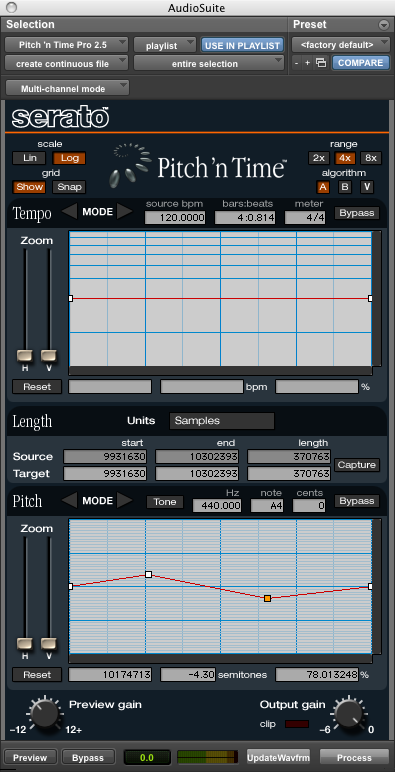 AudioSuite
Selection Preset
Pitch 'n Time Pro 2.5 playlist USE IN PLAYLIST <factory default>
create continuous file entire selection - + COMPARE
Multi-channel mode
serato™
scale range
Lin Log 2x 4x 8x
Pitch 'n Time™
grid algorithm
Show Snap A B V
source bpm bars:beats meter
Tempo MODE 120.0000 4:0.814 4/4 Bypass
Zoom
H V
Reset bpm %
Length Units Samples
start end length
Source 9931630 10302393 370763
Capture
Target 9931630 10302393 370763
Hz note cents
Pitch MODE Tone 440.000 A4 0 Bypass
Zoom
H V
Reset 10174713 -4.30 semitones 78.013248 %
Preview gain Output gain
clip
-12 12+ -6 0
Preview Bypass 0.0 UpdateWavfrm Process